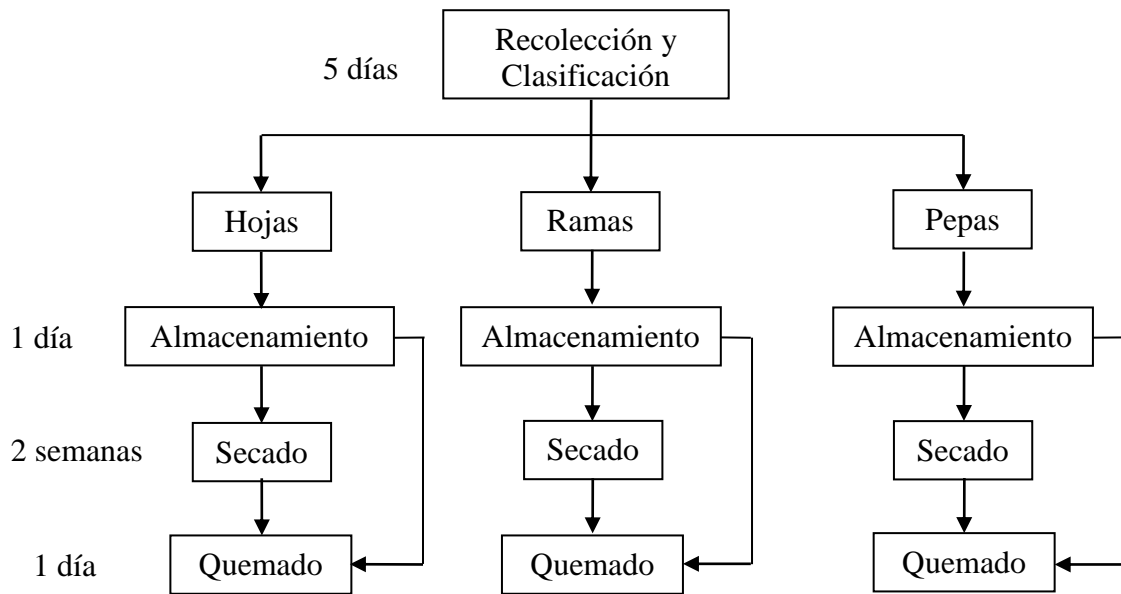 Recolección y
Clasificación
5 días
Hojas
Ramas
Pepas
1 día
Almacenamiento
Almacenamiento
Almacenamiento
2 semanas
Secado
Secado
Secado
1 día
Quemado
Quemado
Quemado